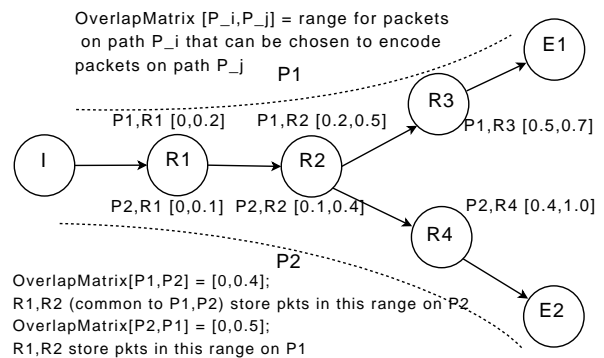 OverlapMatrix [P_i,P_j] = range for packets
on path P_i that can be chosen to encode
packets on path P_j
P1
E1
R3
P1,R1 [0,0.2]
P1,R2 [0.2,0.5]
P1,R3 [0.5,0.7]
I
R1
R2
P2,R1 [0,0.1]
P2,R2 [0.1,0.4]
P2,R4 [0.4,1.0]
R4
P2
E2
OverlapMatrix[P1,P2] = [0,0.4];
R1,R2 (common to P1,P2) store pkts in this range on P2
OverlapMatrix[P2,P1] = [0,0.5];
R1,R2 store pkts in this range on P1